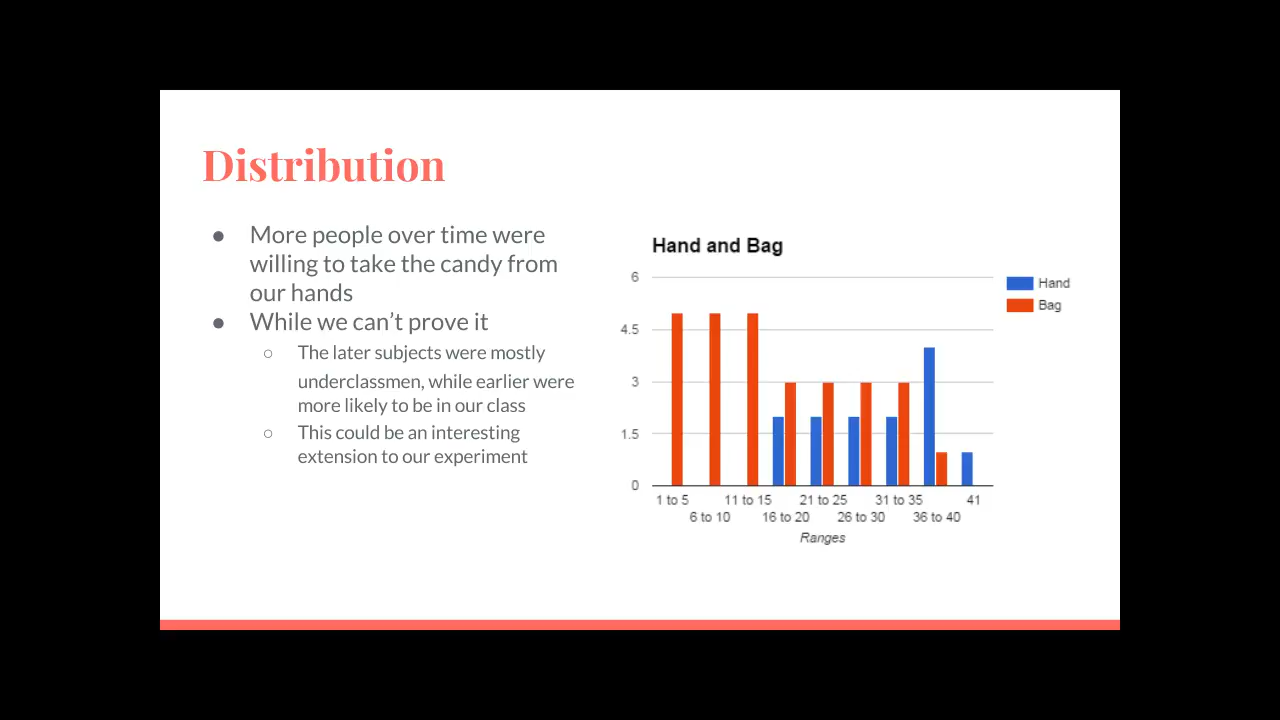 Distribution
● More people over time were
willing to take the candy from
our hands
● While we can't prove it
○ The later subjects were mostly
underclassmen, while earlier were
more likely to be in our class
○ This could be an interesting
extension to our experiment
Hand and Bag
6
4.5
3
1.5
0
Hand
Bag
1 to 5
6 to 10
11 to 15
16 to 20
21 to 25
26 to 30
31 to 35
36 to 40
41
Ranges